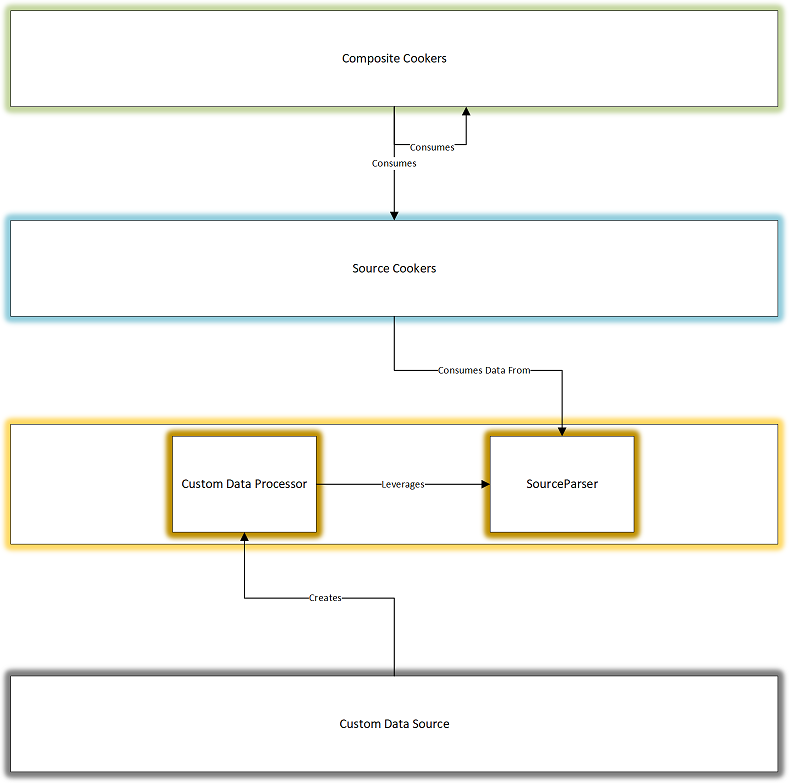 Composite Cookers
Consumes
Consumes
Source Cookers
Consumes Data From
Custom Data Processor
Leverages
SourceParser
Creates
Custom Data Source